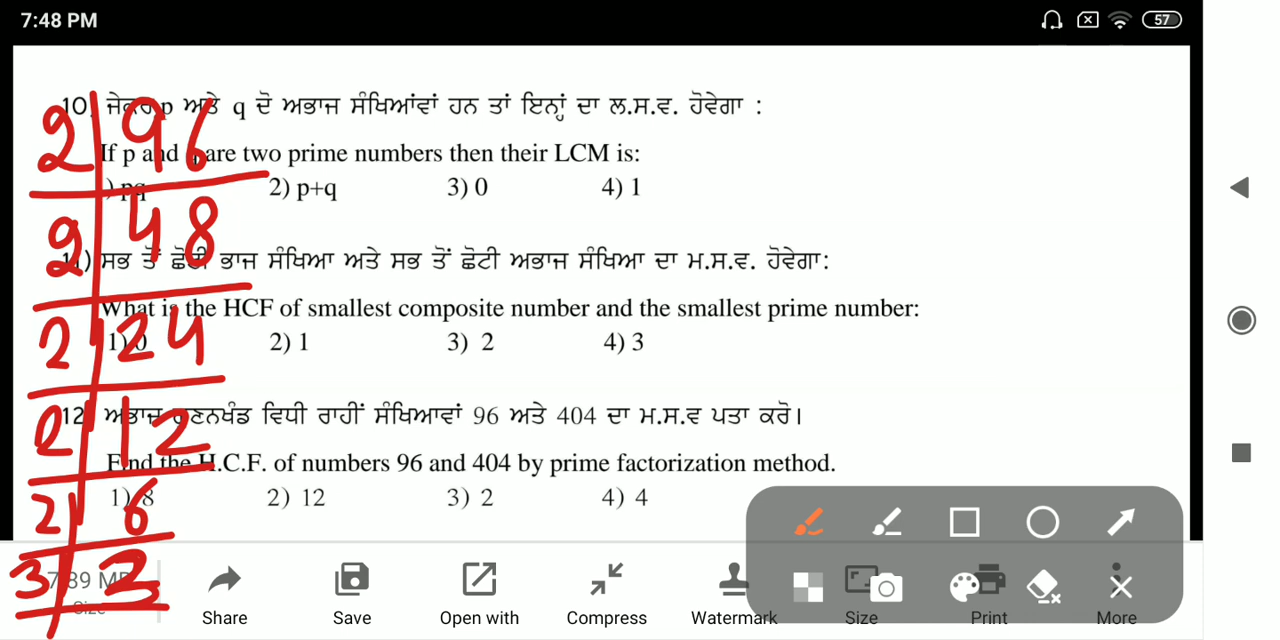 7:48 PM
57
10) ਜੇਕਰ p ਅਤੇ q ਦੋ ਅਭਾਜ ਸੰਖਿਆਂਵਾਂ ਹਨ ਤਾਂ ਇਨ੍ਹਾਂ ਦਾ ਲ.ਸ.ਵ. ਹੋਵੇਗਾ :
If p and q are two prime numbers then their LCM is:
) pq 2) p+q 3) 0 4) 1
11) ਸਭ ਤੋਂ ਛੋਟੀ ਭਾਜ ਸੰਖਿਆ ਅਤੇ ਸਭ ਤੋਂ ਛੋਟੀ ਅਭਾਜ ਸੰਖਿਆ ਦਾ ਮ.ਸ.ਵ. ਹੋਵੇਗਾ:
What is the HCF of smallest composite number and the smallest prime number:
1) 0 2) 1 3) 2 4) 3
12) ਅਭਾਜ ਗੁਣਨਖੰਡ ਵਿਧੀ ਰਾਹੀਂ ਸੰਖਿਆਵਾਂ 96 ਅਤੇ 404 ਦਾ ਮ.ਸ.ਵ ਪਤਾ ਕਰੋ।
Find the H.C.F. of numbers 96 and 404 by prime factorization method.
1) 8 2) 12 3) 2 4) 4
2 96
2 48
2 24
2 12
2 6
3 3
Size
Share Save Open with Compress Watermark Size Print More